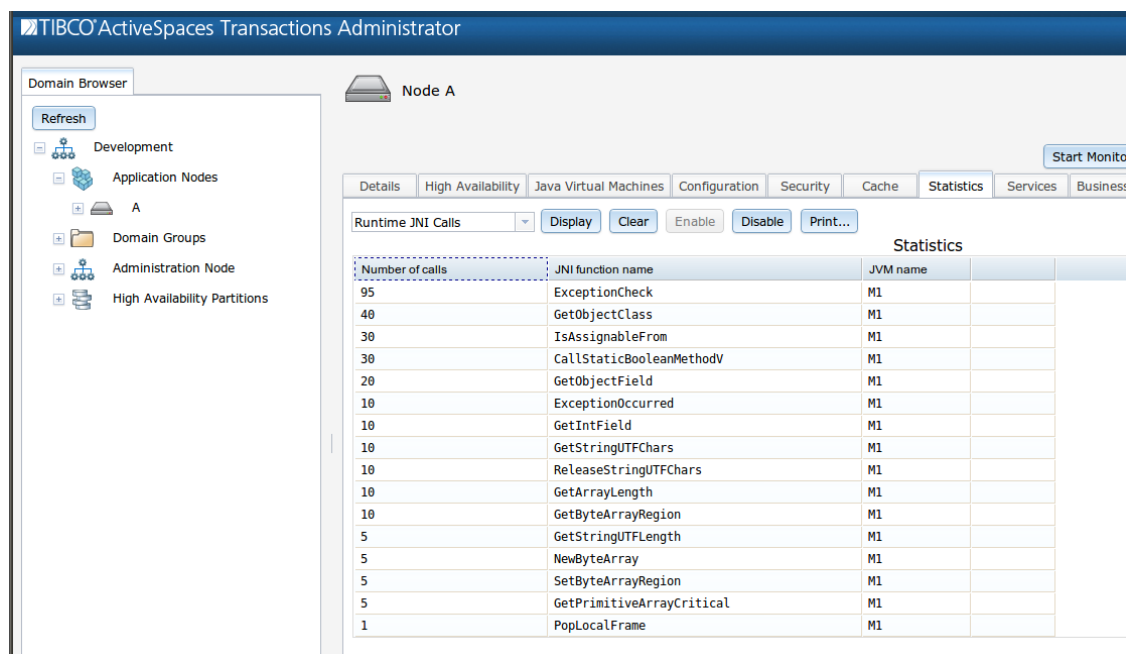 TIBCO® ActiveSpaces Transactions Administrator
Domain Browser
Refresh
Development
Application Nodes
A
Domain Groups
Administration Node
High Availability Partitions
Node A
Start Monito
Details High Availability Java Virtual Machines Configuration Security Cache Statistics Services Business
Runtime JNI Calls Display Clear Enable Disable Print...
Statistics
Number of calls JNI function name JVM name
95 ExceptionCheck M1
40 GetObjectClass M1
30 IsAssignableFrom M1
30 CallStaticBooleanMethodV M1
20 GetObjectField M1
10 ExceptionOccurred M1
10 GetIntField M1
10 GetStringUTFChars M1
10 ReleaseStringUTFChars M1
10 GetArrayLength M1
10 GetByteArrayRegion M1
5 GetStringUTFLength M1
5 NewByteArray M1
5 SetByteArrayRegion M1
5 GetPrimitiveArrayCritical M1
1 PopLocalFrame M1